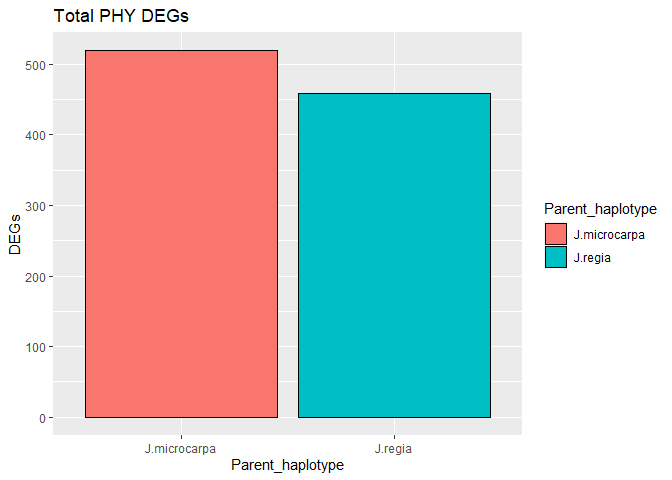 Total PHY DEGs
DEGs
500
400
300
200
100
0
J.microcarpa
J.regia
Parent_haplotype
Parent_haplotype
J.microcarpa
J.regia